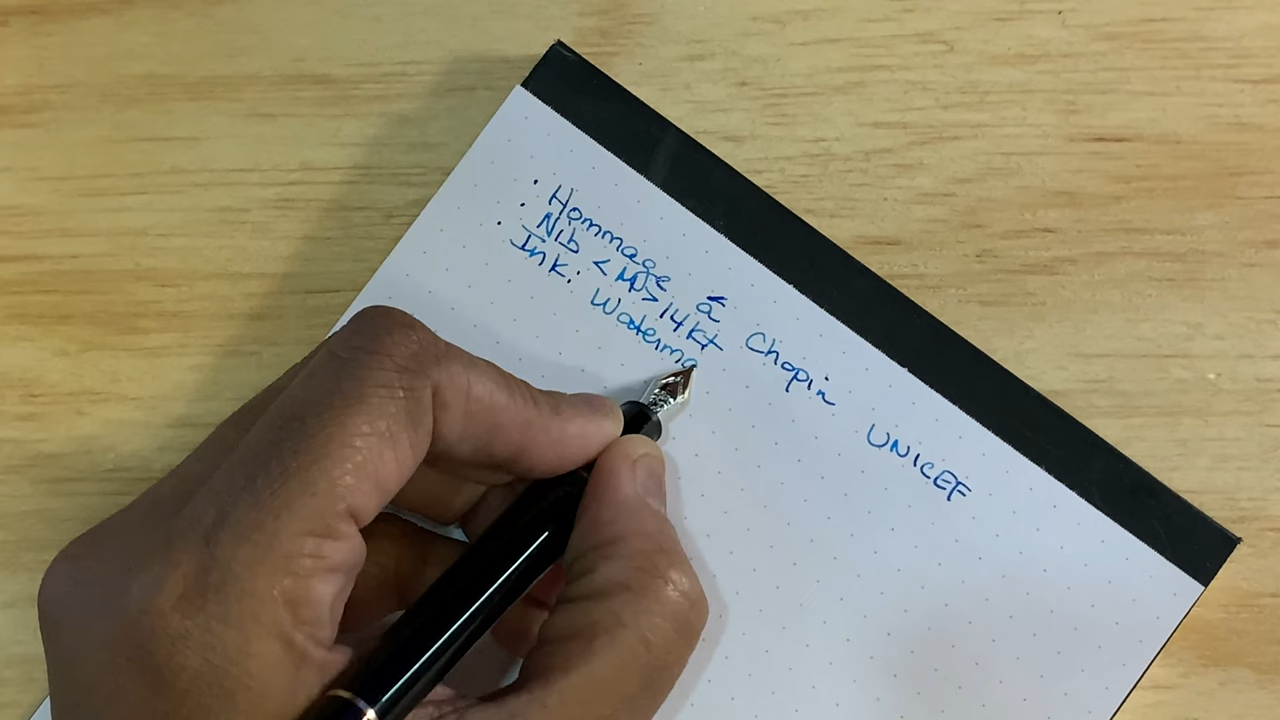 · Hommage á Chopin UNICEF
· Nib <M> 14kt
· Ink: Waterma